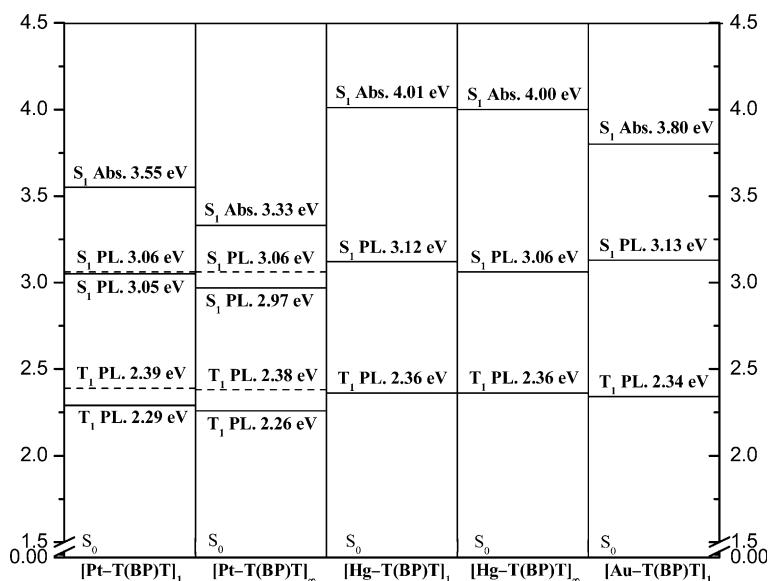 4.5 4.5
S₁ Abs. 4.01 eV S₁ Abs. 4.00 eV
4.0 4.0
S₁ Abs. 3.80 eV
S₁ Abs. 3.55 eV
3.5 3.5
S₁ Abs. 3.33 eV
S₁ PL. 3.06 eV S₁ PL. 3.06 eV S₁ PL. 3.12 eV S₁ PL. 3.06 eV S₁ PL. 3.13 eV
3.0 3.0
S₁ PL. 3.05 eV S₁ PL. 2.97 eV
2.5 2.5
T₁ PL. 2.39 eV T₁ PL. 2.38 eV T₁ PL. 2.36 eV T₁ PL. 2.36 eV T₁ PL. 2.34 eV
T₁ PL. 2.29 eV T₁ PL. 2.26 eV
2.0 2.0
1.5 S₀ S₀ S₀ S₀ S₀ 1.5
0.00 0.00
[Pt–T(BP)T]₁ [Pt–T(BP)T]∞ [Hg–T(BP)T]₁ [Hg–T(BP)T]∞ [Au–T(BP)T]₁